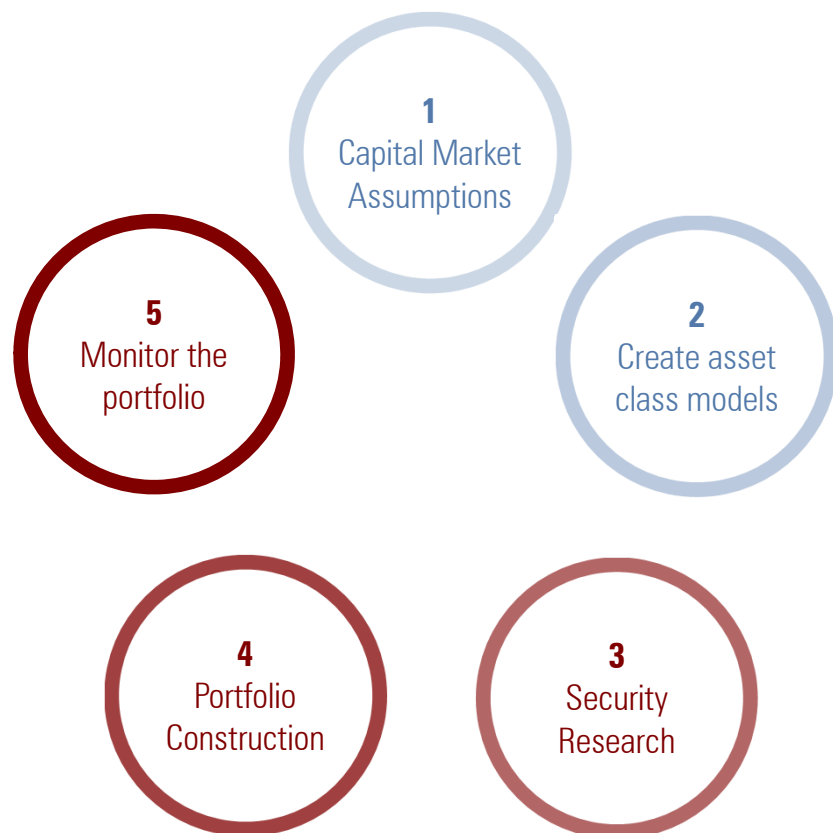 1
Capital Market
Assumptions
2
Create asset
class models
3
Security
Research
4
Portfolio
Construction
5
Monitor the
portfolio